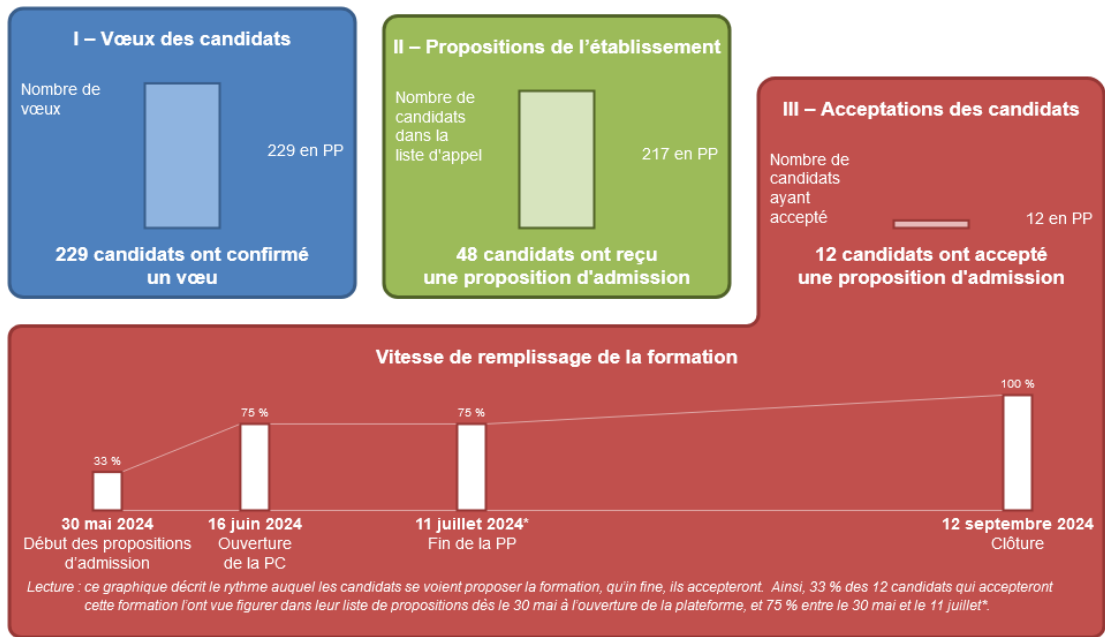 I – Vœux des candidats
Nombre de
vœux
229 en PP
229 candidats ont confirmé
un vœu
II – Propositions de l'établissement
Nombre de
candidats
dans la
liste d'appel
217 en PP
48 candidats ont reçu
une proposition d'admission
III – Acceptations des candidats
Nombre de
candidats
ayant
accepté
12 en PP
12 candidats ont accepté
une proposition d'admission
Vitesse de remplissage de la formation
33 %
75 %
75 %
100 %
30 mai 2024
Début des propositions
d'admission
16 juin 2024
Ouverture
de la PC
11 juillet 2024*
Fin de la PP
12 septembre 2024
Clôture
Lecture : ce graphique décrit le rythme auquel les candidats se voient proposer la formation, qu'in fine, ils accepteront. Ainsi, 33 % des 12 candidats qui accepteront
cette formation l'ont vue figurer dans leur liste de propositions dès le 30 mai à l'ouverture de la plateforme, et 75 % entre le 30 mai et le 11 juillet*.